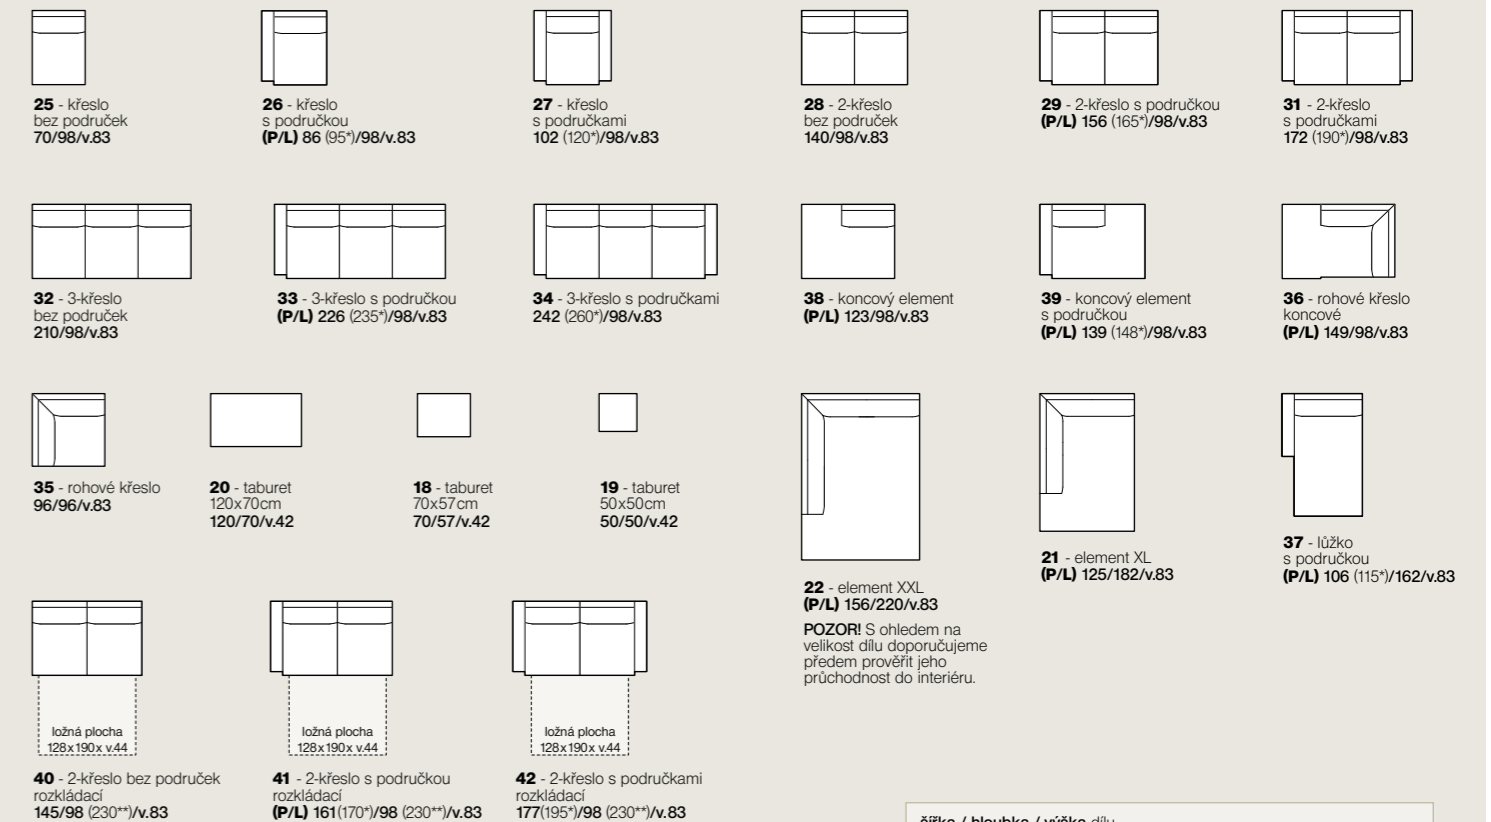 25 - křeslo
bez područek
70/98/v.83
26 - křeslo
s područkou
(P/L) 86 (95*)/98/v.83
27 - křeslo
s područkami
102 (120*)/98/v.83
28 - 2-křeslo
bez područek
140/98/v.83
29 - 2-křeslo s područkou
(P/L) 156 (165*)/98/v.83
31 - 2-křeslo
s područkami
172 (190*)/98/v.83
32 - 3-křeslo
bez područek
210/98/v.83
33 - 3-křeslo s područkou
(P/L) 226 (235*)/98/v.83
34 - 3-křeslo s područkami
242 (260*)/98/v.83
38 - koncový element
(P/L) 123/98/v.83
39 - koncový element
s područkou
(P/L) 139 (148*)/98/v.83
36 - rohové křeslo
koncové
(P/L) 149/98/v.83
35 - rohové křeslo
96/96/v.83
20 - taburet
120x70cm
120/70/v.42
18 - taburet
70x57cm
70/57/v.42
19 - taburet
50x50cm
50/50/v.42
22 - element XXL
(P/L) 156/220/v.83
POZOR! S ohledem na
velikost dílu doporučujeme
předem prověřit jeho
průchodnost do interiéru.
21 - element XL
(P/L) 125/182/v.83
37 - lůžko
s područkou
(P/L) 106 (115*)/162/v.83
ložná plocha
128x190x v.44
40 - 2-křeslo bez područek
rozkládací
145/98 (230**)/v.83
ložná plocha
128x190x v.44
41 - 2-křeslo s područkou
rozkládací
(P/L) 161(170*)/98 (230**)/v.83
ložná plocha
128x190x v.44
42 - 2-křeslo s područkami
rozkládací
177(195*)/98 (230**)/v.83
šířka / hloubka / výška dílu